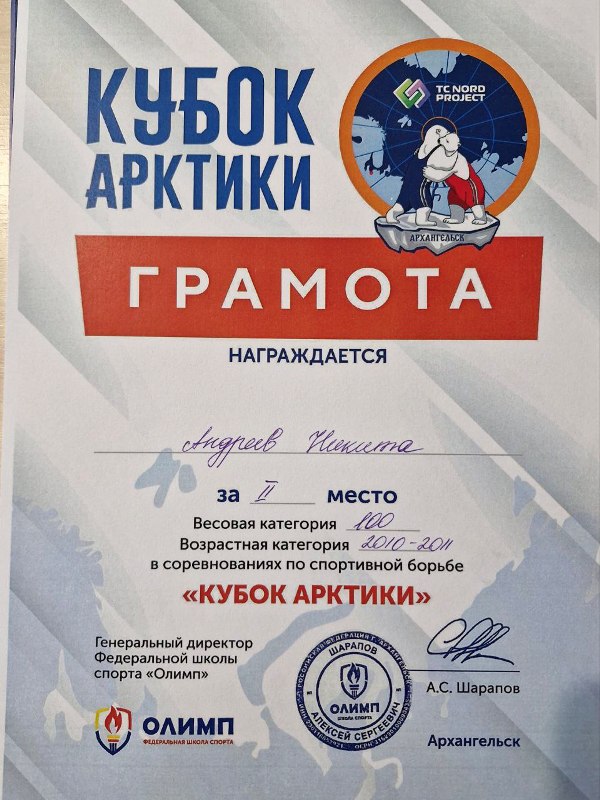 КУБОК
АРКТИКИ
TC NORD
PROJECT
АРХАНГЕЛЬСК
ГРАМОТА
НАГРАЖДАЕТСЯ
Андреев Никита
за II место
Весовая категория 100
Возрастная категория 2010-2011
в соревнованиях по спортивной борьбе
«КУБОК АРКТИКИ»
Генеральный директор
Федеральной школы
спорта «Олимп»
ШАРАПОВ
ОЛИМП
ШКОЛА СПОРТА
АЛЕКСЕЙ СЕРГЕЕВИЧ
А.С. Шарапов
ОЛИМП
ФЕДЕРАЛЬНАЯ ШКОЛА СПОРТА
Архангельск